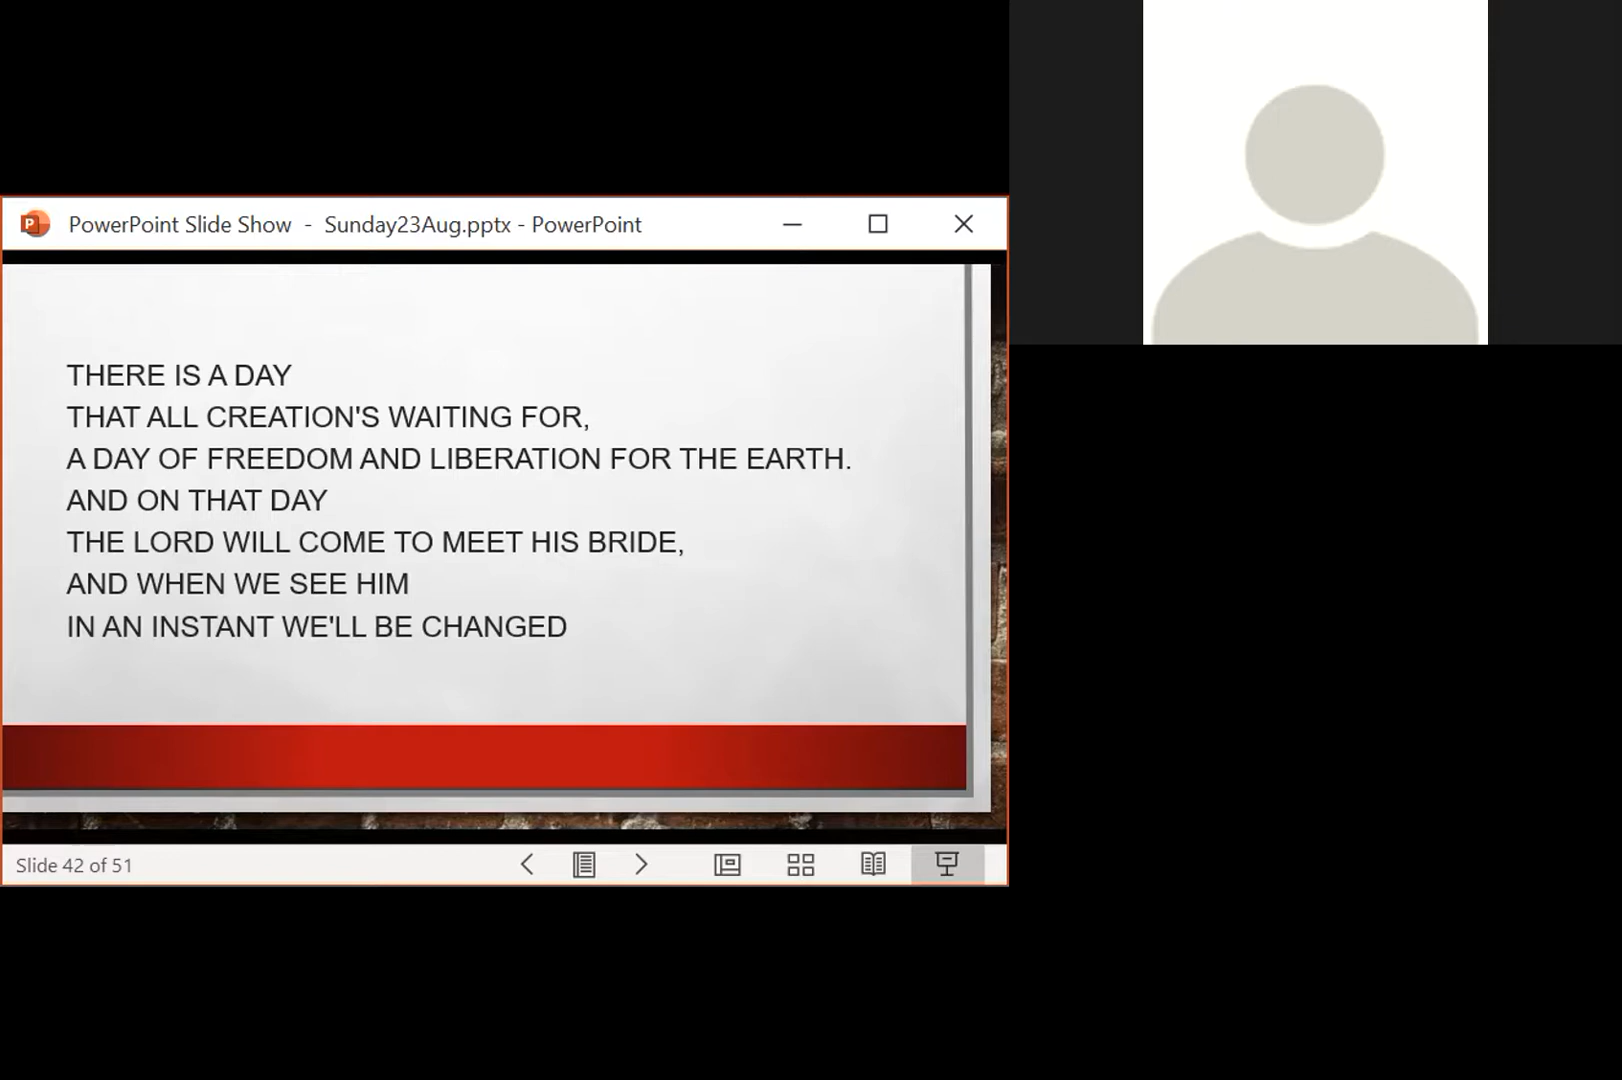 PowerPoint Slide Show - Sunday23Aug.pptx - PowerPoint
THERE IS A DAY
THAT ALL CREATION'S WAITING FOR,
A DAY OF FREEDOM AND LIBERATION FOR THE EARTH.
AND ON THAT DAY
THE LORD WILL COME TO MEET HIS BRIDE,
AND WHEN WE SEE HIM
IN AN INSTANT WE'LL BE CHANGED
Slide 42 of 51